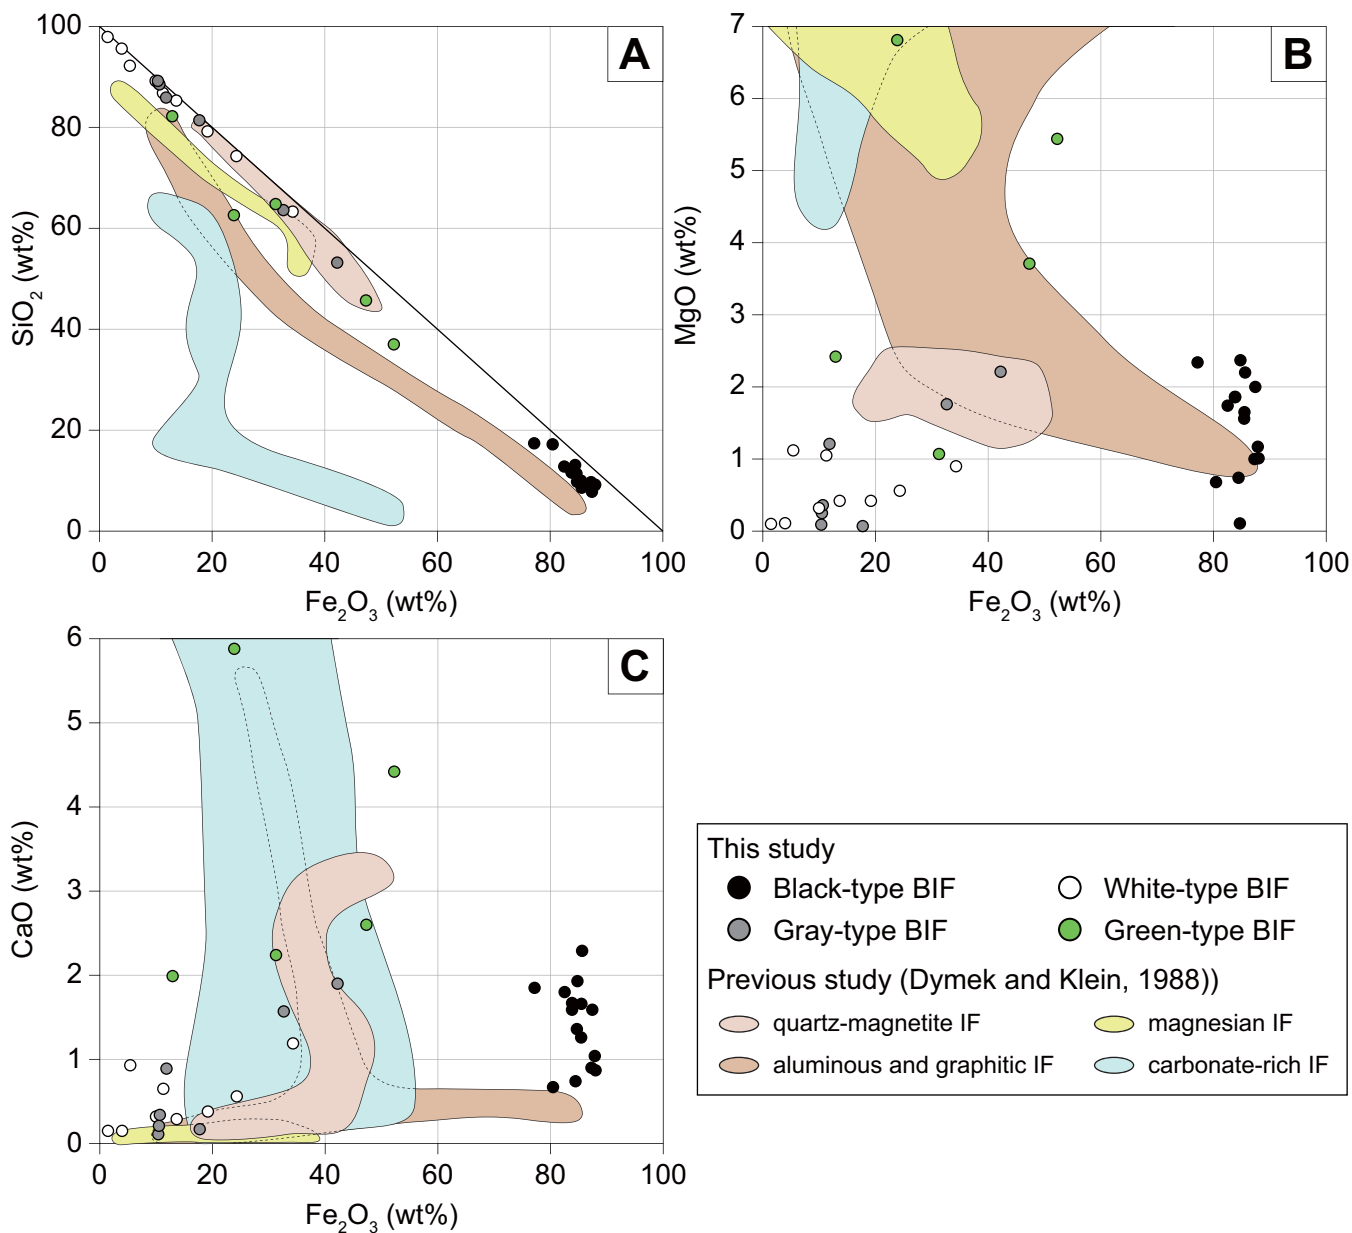 100
80
60
40
20
0
SiO2 (wt%)
A
0 20 40 60 80 100
Fe2O3 (wt%)
7
6
5
4
3
2
1
0
MgO (wt%)
B
0 20 40 60 80 100
Fe2O3 (wt%)
6
5
4
3
2
1
0
CaO (wt%)
C
0 20 40 60 80 100
Fe2O3 (wt%)
This study
Black-type BIF White-type BIF
Gray-type BIF Green-type BIF
Previous study (Dymek and Klein, 1988))
quartz-magnetite IF magnesian IF
aluminous and graphitic IF carbonate-rich IF